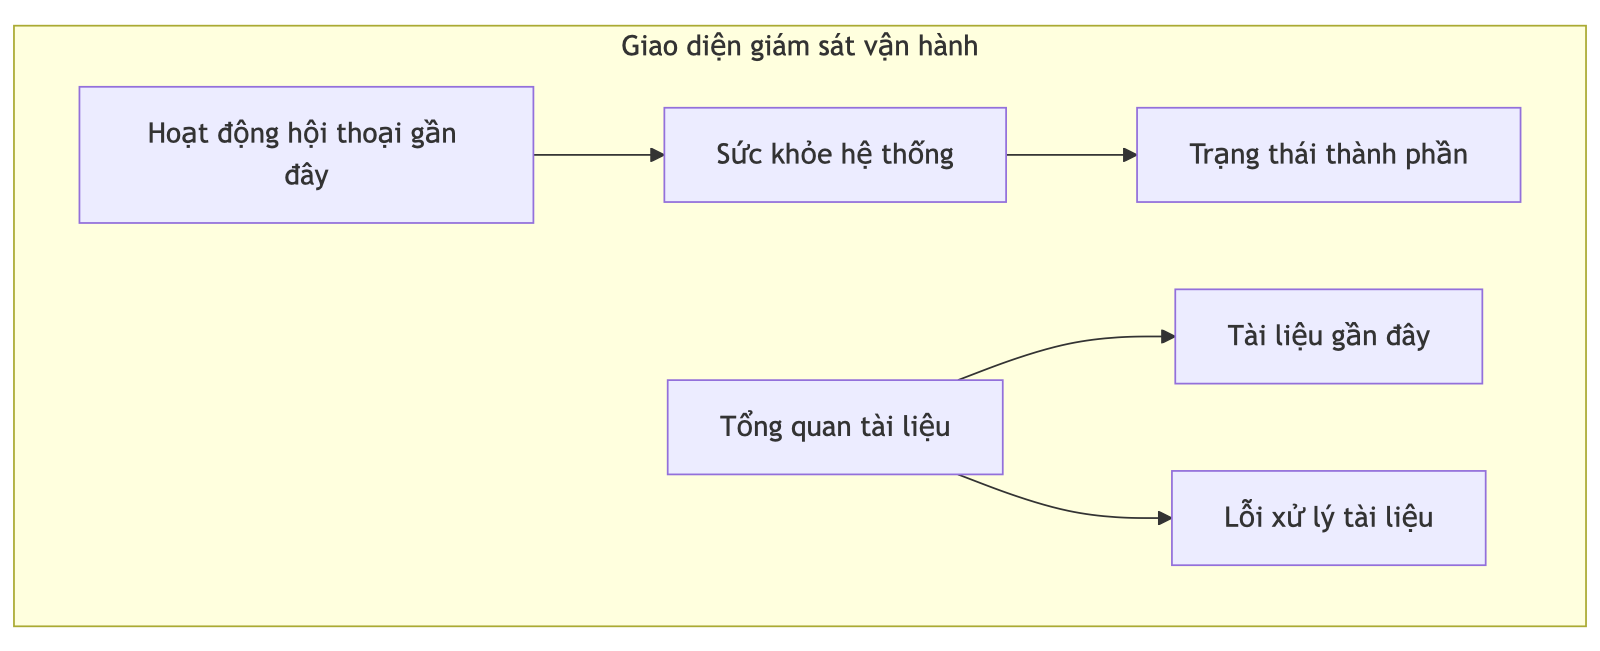 Giao diện giám sát vận hành
Hoạt động hội thoại gần
đây
Sức khỏe hệ thống
Trạng thái thành phần
Tài liệu gần đây
Tổng quan tài liệu
Lỗi xử lý tài liệu